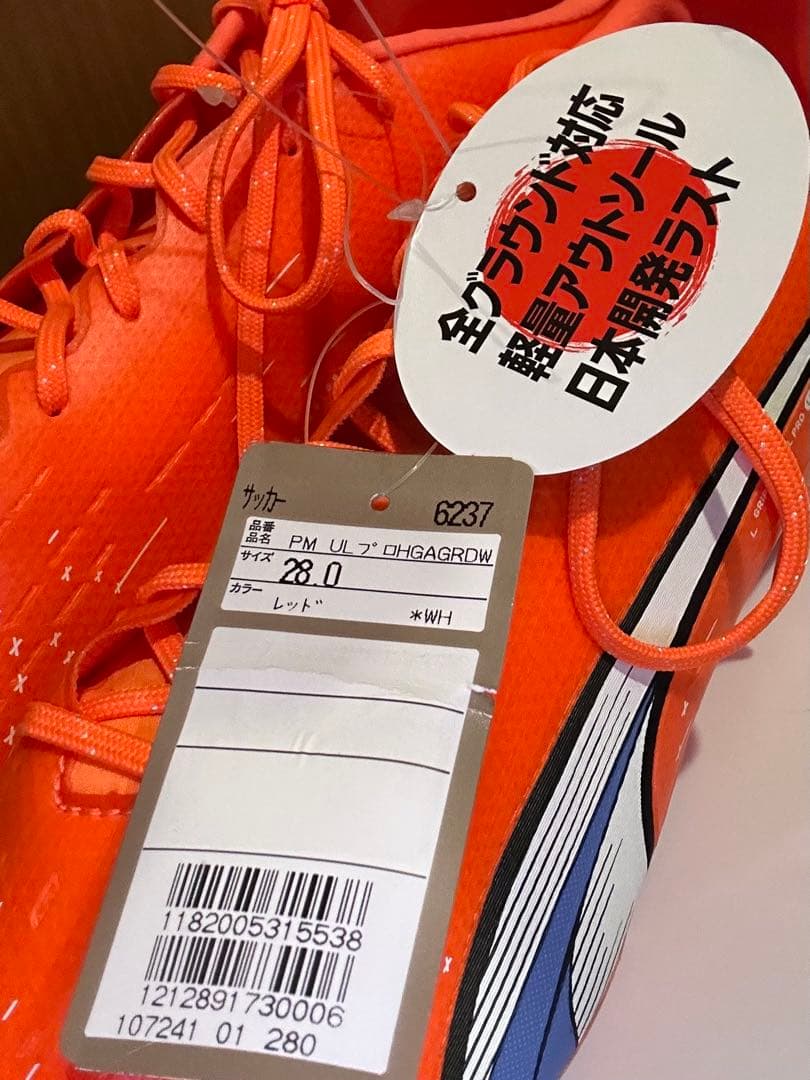 全グラウンド対応
軽量アウトソール
日本開発ラスト
サッカー
6237
品番
品名 PM ULプロHGAGRDW
サイズ 28.0
カラー
レッド *WH
1182005315538
1212891730006
107241 01 280
PRO
L GRI